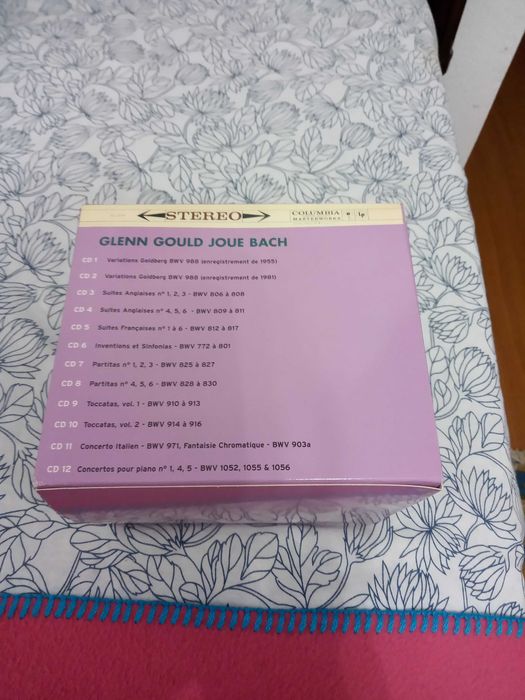 STEREO
COLUMBIA
MASTERWORKS
lp
GLENN GOULD JOUE BACH
CD 1 Variations Goldberg BWV 988 (enregistrement de 1955)
CD 2 Variations Goldberg BWV 988 (enregistrement de 1981)
CD 3 Suites Anglaises n° 1, 2, 3 - BWV 806 à 808
CD 4 Suites Anglaises n° 4, 5, 6 - BWV 809 à 811
CD 5 Suites Françaises n° 1 à 6 - BWV 812 à 817
CD 6 Inventions et Sinfonias - BWV 772 à 801
CD 7 Partitas n° 1, 2, 3 - BWV 825 à 827
CD 8 Partitas n° 4, 5, 6 - BWV 828 à 830
CD 9 Toccatas, vol. 1 - BWV 910 à 913
CD 10 Toccatas, vol. 2 - BWV 914 à 916
CD 11 Concerto Italien - BWV 971, Fantaisie Chromatique - BWV 903a
CD 12 Concertos pour piano n° 1, 4, 5 - BWV 1052, 1055 & 1056